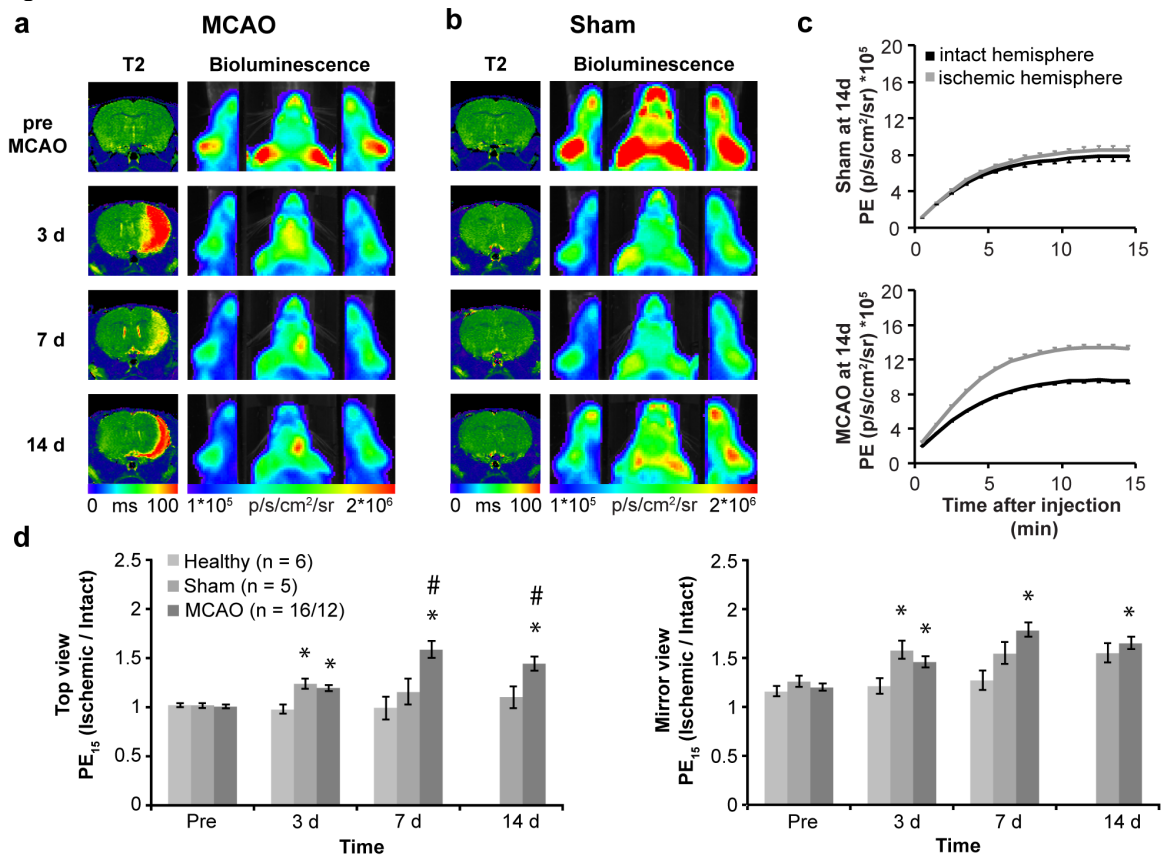 a
MCAO
T2
Bioluminescence
pre
MCAO
3 d
7 d
14 d
0 ms 100
1*10⁵ p/s/cm²/sr 2*10⁶
b
Sham
T2
Bioluminescence
0 ms 100
1*10⁵ p/s/cm²/sr 2*10⁶
c
intact hemisphere
ischemic hemisphere
Sham at 14d
PE (p/s/cm²/sr) *10⁵
20
16
12
8
4
0
5
10
15
MCAO at 14d
PE (p/s/cm²/sr) *10⁵
20
16
12
8
4
0
5
10
15
Time after injection
(min)
d
Healthy (n = 6)
Sham (n = 5)
MCAO (n = 16/12)
Top view
PE₁₅ (Ischemic / Intact)
2.5
2
1.5
1
0.5
0
* *
#
*
#
*
Pre 3 d 7 d 14 d
Time
Mirror view
PE₁₅ (Ischemic / Intact)
2.5
2
1.5
1
0.5
0
* *
*
*
Pre 3 d 7 d 14 d
Time